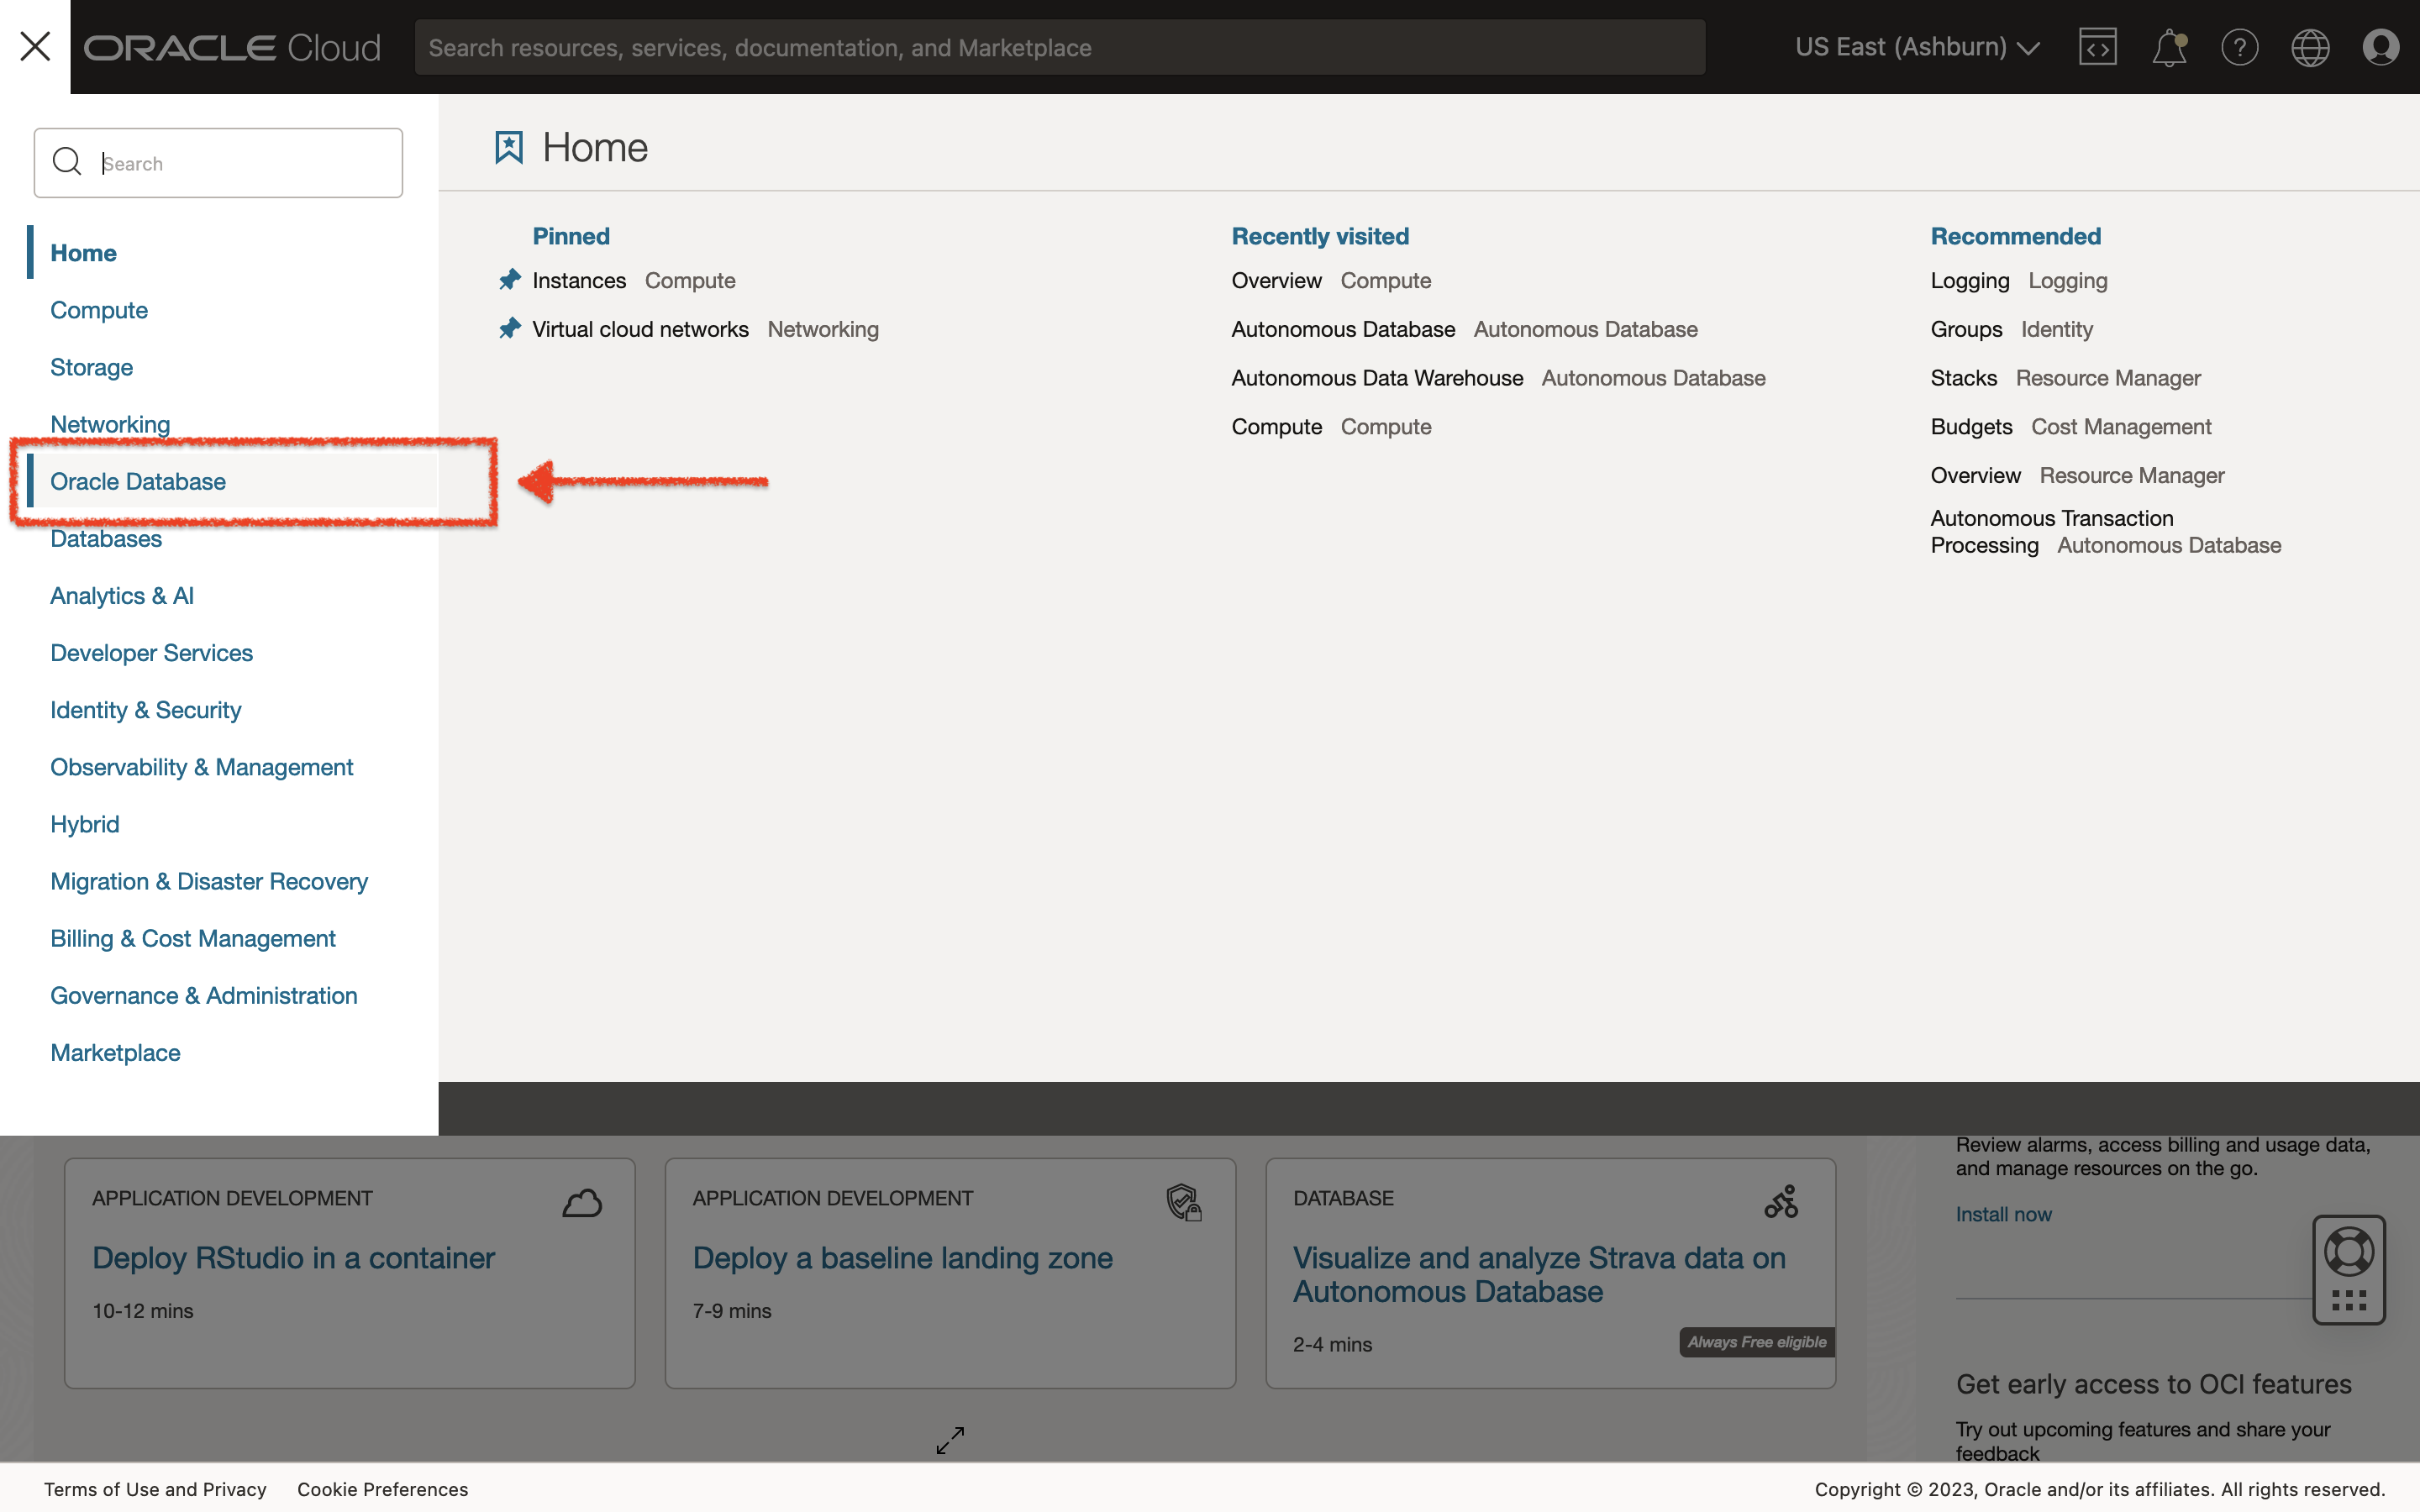 ORACLE Cloud
Search resources, services, documentation, and Marketplace
US East (Ashburn)
Search
Home
Compute
Storage
Networking
Oracle Database
Databases
Analytics & AI
Developer Services
Identity & Security
Observability & Management
Hybrid
Migration & Disaster Recovery
Billing & Cost Management
Governance & Administration
Marketplace
Home
Pinned
Instances Compute
Virtual cloud networks Networking
Recently visited
Overview Compute
Autonomous Database Autonomous Database
Autonomous Data Warehouse Autonomous Database
Compute Compute
Recommended
Logging Logging
Groups Identity
Stacks Resource Manager
Budgets Cost Management
Overview Resource Manager
Autonomous Transaction
Processing Autonomous Database
APPLICATION DEVELOPMENT
Deploy RStudio in a container
10-12 mins
APPLICATION DEVELOPMENT
Deploy a baseline landing zone
7-9 mins
DATABASE
Visualize and analyze Strava data on
Autonomous Database
2-4 mins
Always Free eligible
Review alarms, access billing and usage data,
and manage resources on the go.
Install now
Get early access to OCI features
Try out upcoming features and share your
feedback
Terms of Use and Privacy
Cookie Preferences
Copyright © 2023, Oracle and/or its affiliates. All rights reserved.